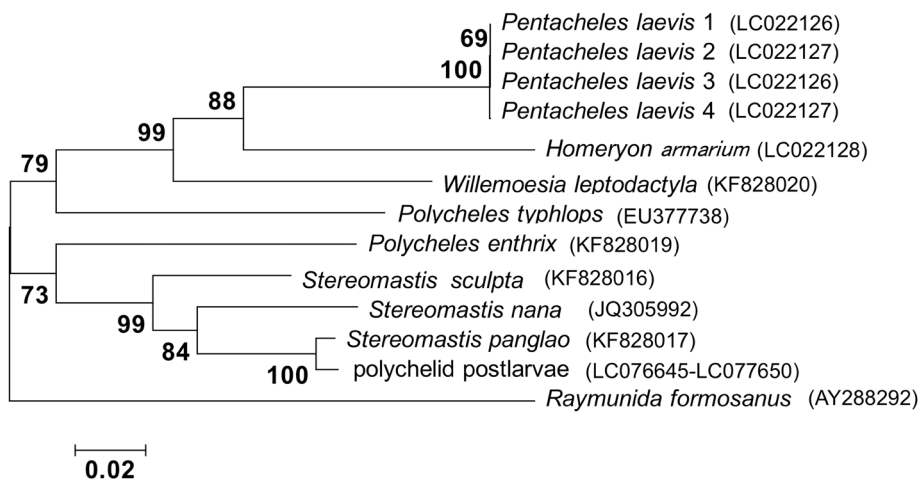 Pentacheles laevis 1 (LC022126)
69
Pentacheles laevis 2 (LC022127)
100
Pentacheles laevis 3 (LC022126)
88
Pentacheles laevis 4 (LC022127)
99
Homeryon armarium (LC022128)
79
Willemoesia leptodactyla (KF828020)
Polycheles typhlops (EU377738)
Polycheles enthrix (KF828019)
Stereomastis sculpta (KF828016)
73
Stereomastis nana (JQ305992)
99
Stereomastis panglao (KF828017)
84
polychelid postlarvae (LC076645-LC077650)
100
Raymunida formosanus (AY288292)
0.02